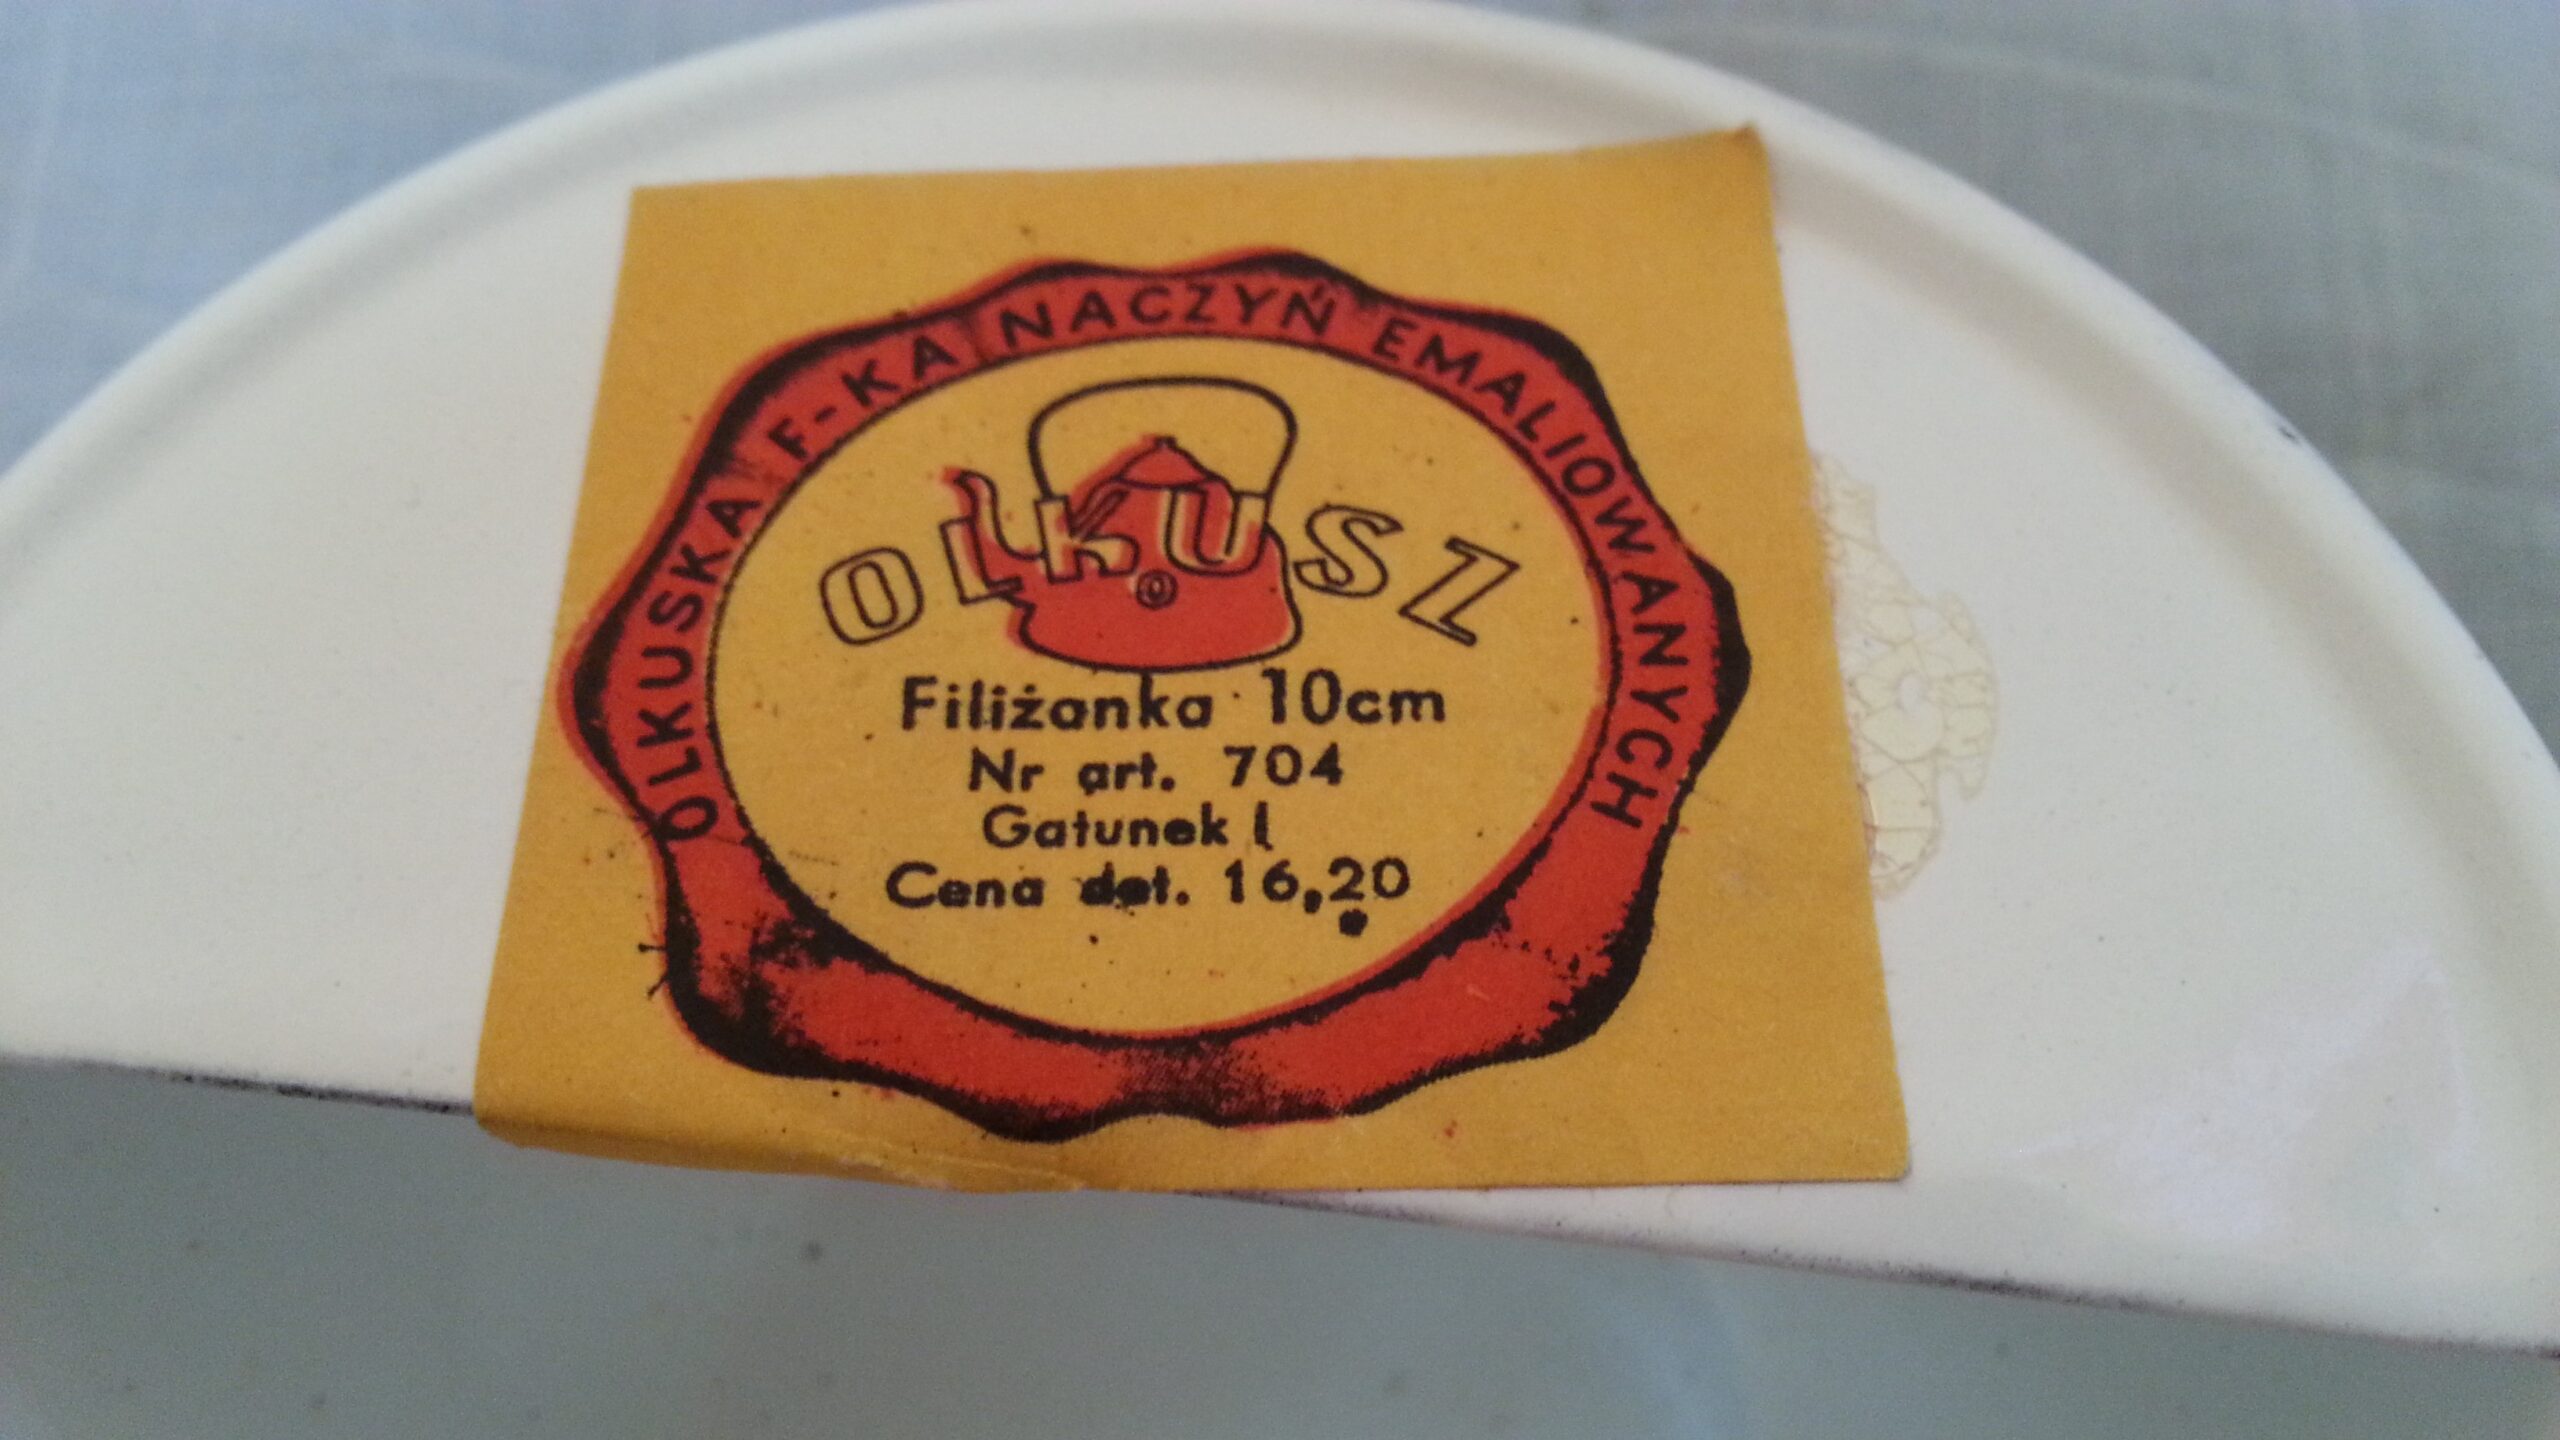 OLKUSKA F-KA NACZYŃ EMALIOWANYCH
OLKUSZ
Filiżanka 10cm
Nr art. 704
Gatunek I
Cena det. 16,20